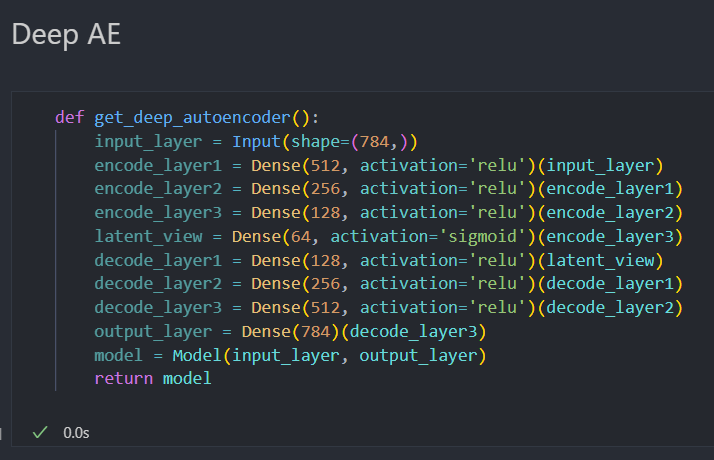 Deep AE
def get_deep_autoencoder():
    input_layer = Input(shape=(784,))
    encode_layer1 = Dense(512, activation='relu')(input_layer)
    encode_layer2 = Dense(256, activation='relu')(encode_layer1)
    encode_layer3 = Dense(128, activation='relu')(encode_layer2)
    latent_view = Dense(64, activation='sigmoid')(encode_layer3)
    decode_layer1 = Dense(128, activation='relu')(latent_view)
    decode_layer2 = Dense(256, activation='relu')(decode_layer1)
    decode_layer3 = Dense(512, activation='relu')(decode_layer2)
    output_layer = Dense(784)(decode_layer3)
    model = Model(input_layer, output_layer)
    return model
0.0s